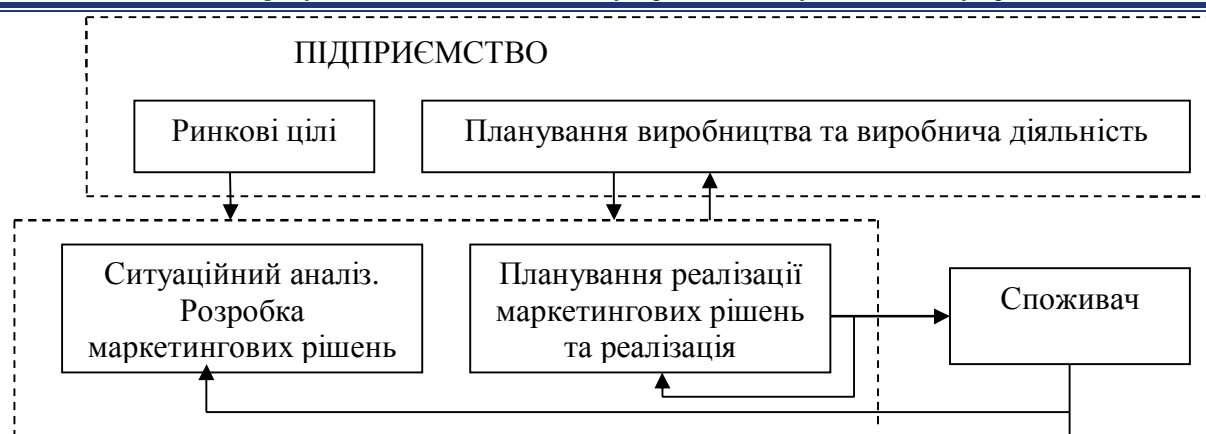 ПІДПРИЄМСТВО
Ринкові цілі
Планування виробництва та виробнича діяльність
Ситуаційний аналіз.
Розробка
маркетингових рішень
Планування реалізації
маркетингових рішень
та реалізація
Споживач